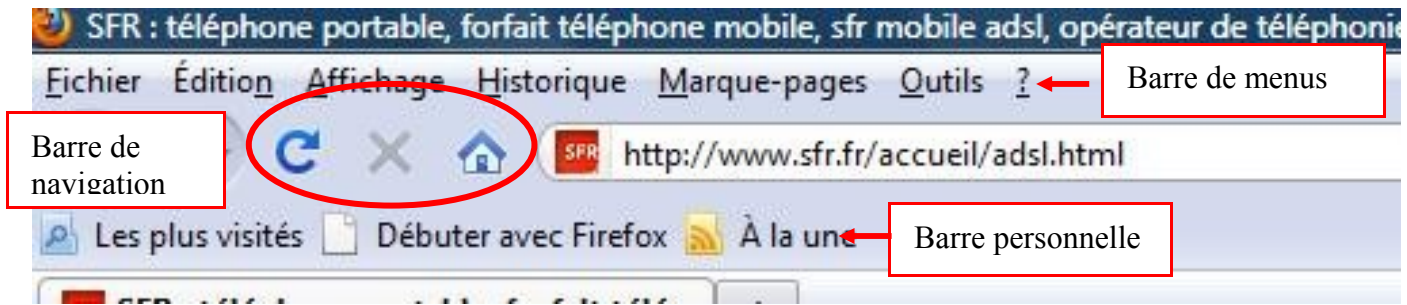 SFR : téléphone portable, forfait téléphone mobile, sfr mobile adsl, opérateur de téléphonie
Fichier Édition Affichage Historique Marque-pages Outils ?
Barre de menus
Barre de
navigation
SFR http://www.sfr.fr/accueil/adsl.html
Les plus visités Débuter avec Firefox À la une
Barre personnelle